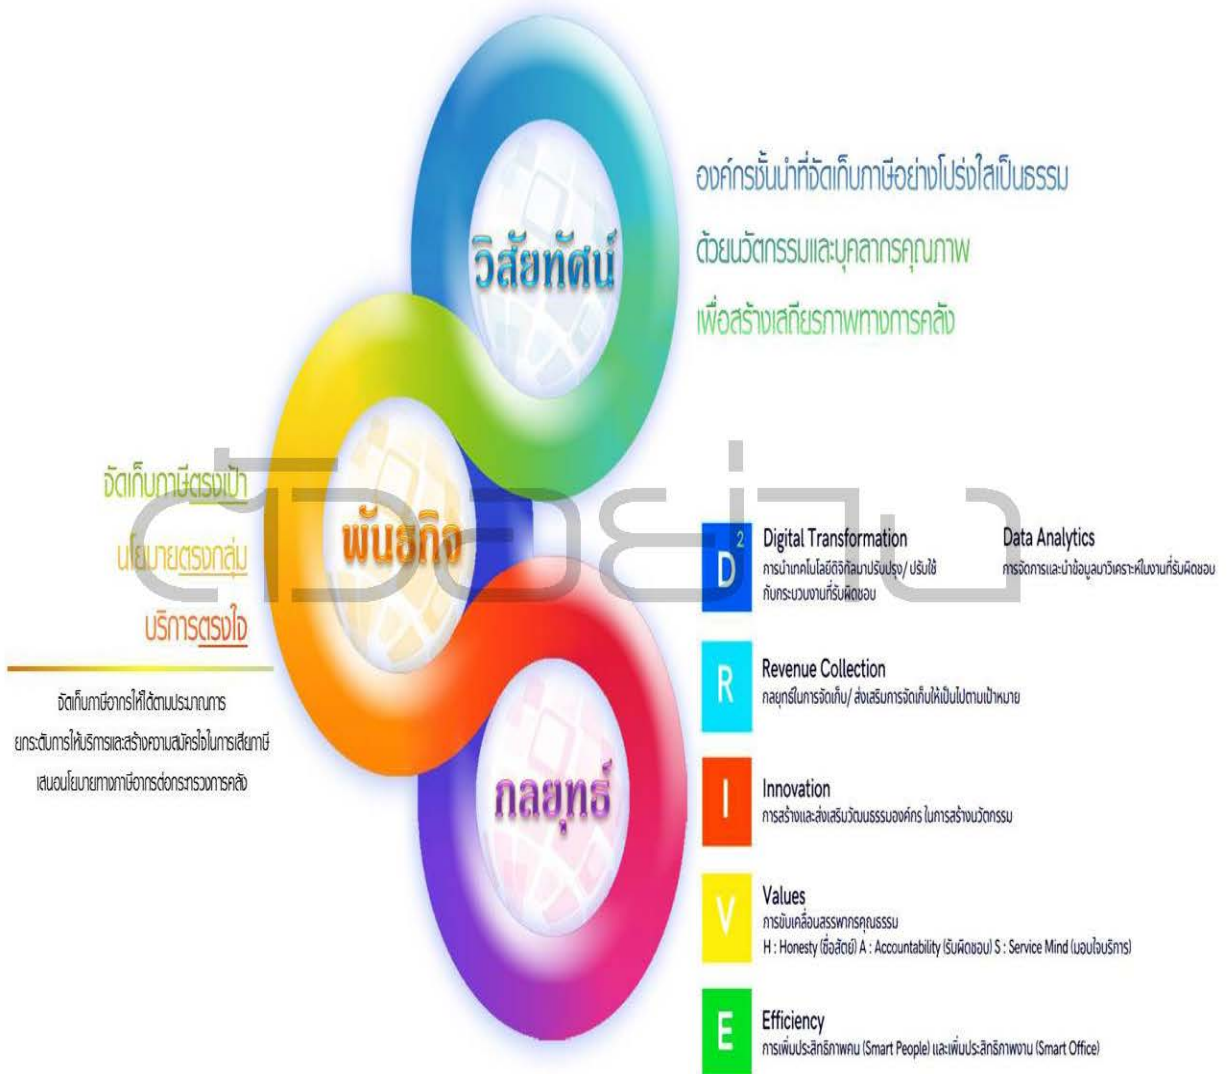 วิสัยทัศน์
องค์กรชั้นนำที่จัดเก็บภาษีอย่างโปร่งใสเป็นธรรม
ด้วยนวัตกรรมและบุคลากรคุณภาพ
เพื่อสร้างเสถียรภาพทางการคลัง
พันธกิจ
จัดเก็บภาษีตรงเป้า
นโยบายตรงกลุ่ม
บริการตรงใจ
จัดเก็บภาษีอากรให้ได้ตามประมาณการ
ยกระดับการให้บริการและสร้างความสมัครใจในการเสียภาษี
เสนอนโยบายทางภาษีอากรต่อกระทรวงการคลัง
ตัวอย่าง
กลยุทธ์
D2
Digital Transformation
การนำเทคโนโลยีดิจิทัลมาปรับปรุง/ ปรับใช้
กับกระบวนงานที่รับผิดชอบ
Data Analytics
การจัดการและนำข้อมูลมาวิเคราะห์ในงานที่รับผิดชอบ
R
Revenue Collection
กลยุทธ์ในการจัดเก็บ/ ส่งเสริมการจัดเก็บให้เป็นไปตามเป้าหมาย
I
Innovation
การสร้างและส่งเสริมวัฒนธรรมองค์กร ในการสร้างนวัตกรรม
V
Values
การขับเคลื่อนสรรพากรคุณธรรม
H : Honesty (ซื่อสัตย์) A : Accountability (รับผิดชอบ) S : Service Mind (มอบใจบริการ)
E
Efficiency
การเพิ่มประสิทธิภาพคน (Smart People) และเพิ่มประสิทธิภาพงาน (Smart Office)